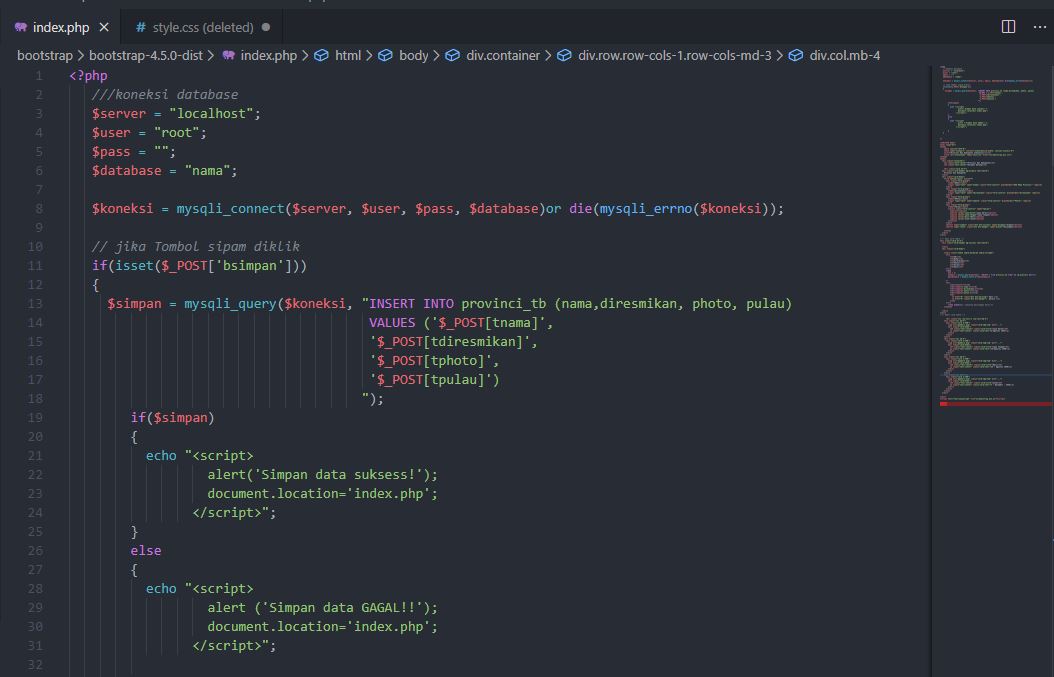 index.php
# style.css (deleted)
bootstrap > bootstrap-4.5.0-dist > index.php > html > body > div.container > div.row.row-cols-1.row-cols-md-3 > div.col.mb-4
1 <?php
2 ///koneksi database
3 $server = "localhost";
4 $user = "root";
5 $pass = "";
6 $database = "nama";
7
8 $koneksi = mysqli_connect($server, $user, $pass, $database)or die(mysqli_errno($koneksi));
9
10 // jika Tombol sipam diklik
11 if(isset($_POST['bsimpan']))
12 {
13 $simpan = mysqli_query($koneksi, "INSERT INTO provinci_tb (nama,diresmikan, photo, pulau)
14 VALUES ('$_POST[tnama]',
15 '$_POST[tdiresmikan]',
16 '$_POST[tphoto]',
17 '$_POST[tpulau]')
18 ");
19 if($simpan)
20 {
21 echo "<script>
22 alert('Simpan data suksess!');
23 document.location='index.php';
24 </script>";
25 }
26 else
27 {
28 echo "<script>
29 alert ('Simpan data GAGAL!!');
30 document.location='index.php';
31 </script>";
32